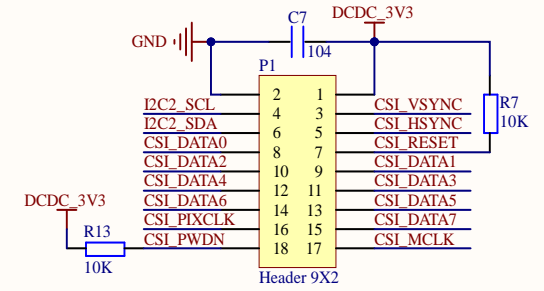 C7
DCDC_3V3
GND
104
P1
2 1
I2C2_SCL 4 3 CSI_VSYNC
R7
I2C2_SDA 6 5 CSI_HSYNC
10K
CSI_DATA0 8 7 CSI_RESET
CSI_DATA2 10 9 CSI_DATA1
CSI_DATA4 12 11 CSI_DATA3
DCDC_3V3
CSI_DATA6 14 13 CSI_DATA5
CSI_PIXCLK 16 15 CSI_DATA7
R13
CSI_PWDN 18 17 CSI_MCLK
10K
Header 9X2